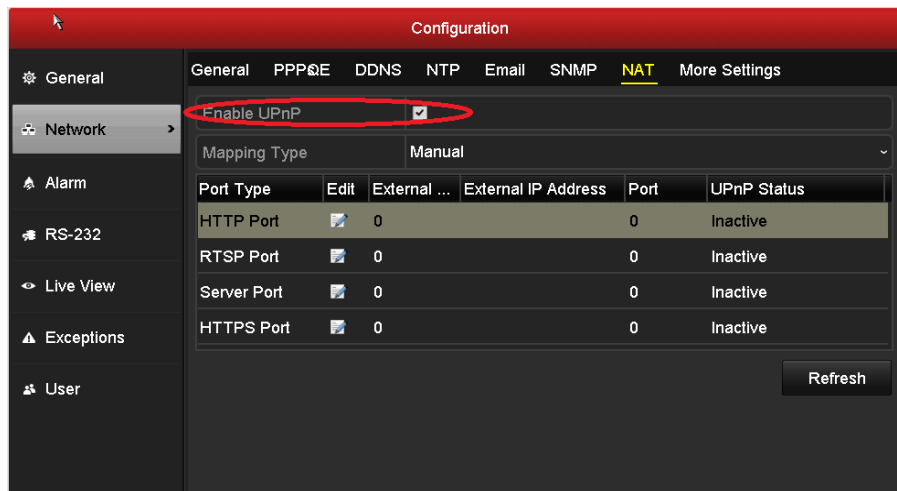 Configuration
General
Network
Alarm
RS-232
Live View
Exceptions
User
General PPPOE DDNS NTP Email SNMP NAT More Settings
Enable UPnP
Mapping Type Manual
Port Type Edit External ... External IP Address Port UPnP Status
HTTP Port 0 0 Inactive
RTSP Port 0 0 Inactive
Server Port 0 0 Inactive
HTTPS Port 0 0 Inactive
Refresh